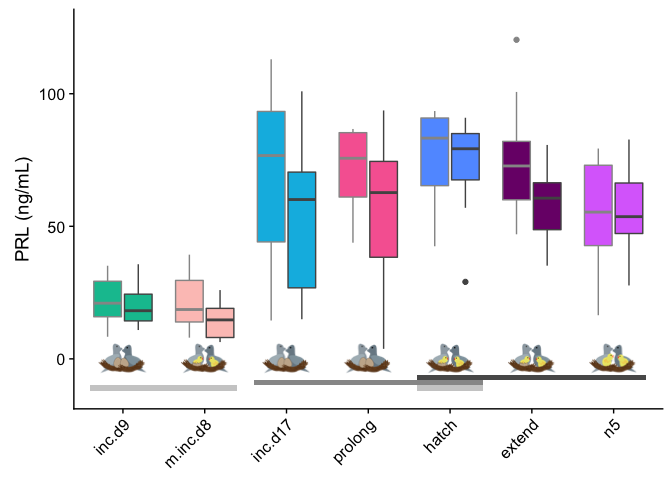 PRL (ng/mL)
100
50
0
inc.d9
m.inc.d8
inc.d17
prolong
hatch
extend
n5